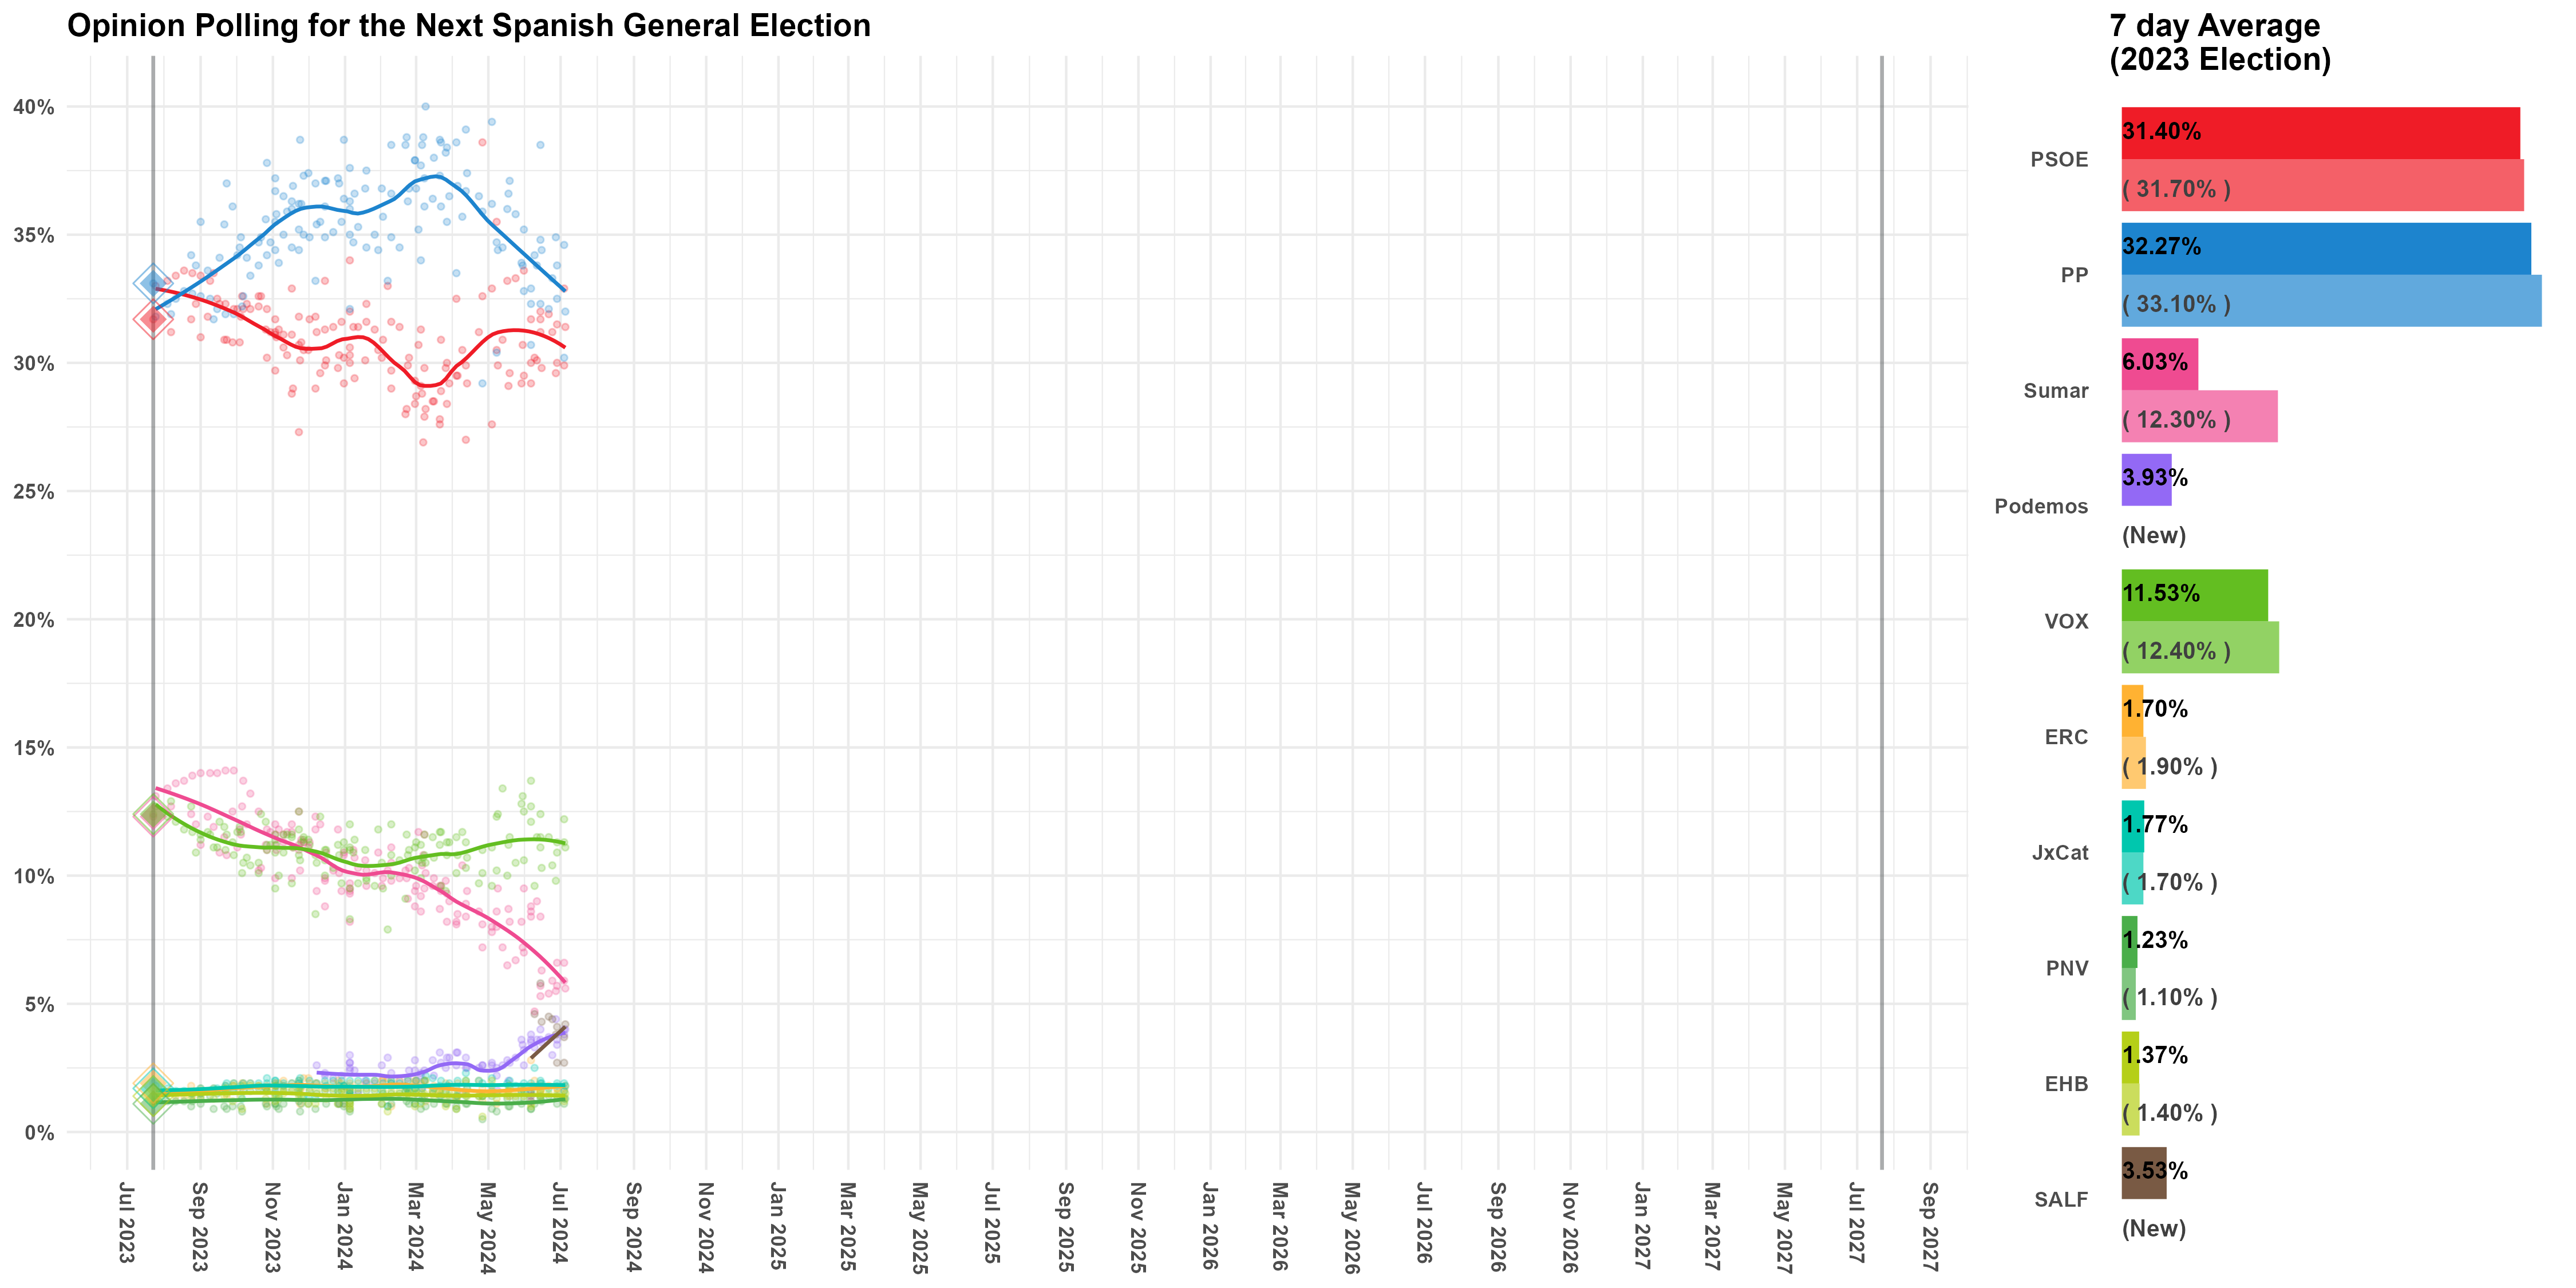 Opinion Polling for the Next Spanish General Election
7 day Average
(2023 Election)
40%
35%
30%
25%
20%
15%
10%
5%
0%
Jul 2023
Sep 2023
Nov 2023
Jan 2024
Mar 2024
May 2024
Jul 2024
Sep 2024
Nov 2024
Jan 2025
Mar 2025
May 2025
Jul 2025
Sep 2025
Nov 2025
Jan 2026
Mar 2026
May 2026
Jul 2026
Sep 2026
Nov 2026
Jan 2027
Mar 2027
May 2027
Jul 2027
Sep 2027
PSOE
31.40%
( 31.70% )
PP
32.27%
( 33.10% )
Sumar
6.03%
( 12.30% )
Podemos
3.93%
(New)
VOX
11.53%
( 12.40% )
ERC
1.70%
( 1.90% )
JxCat
1.77%
( 1.70% )
PNV
1.23%
( 1.10% )
EHB
1.37%
( 1.40% )
SALF
3.53%
(New)